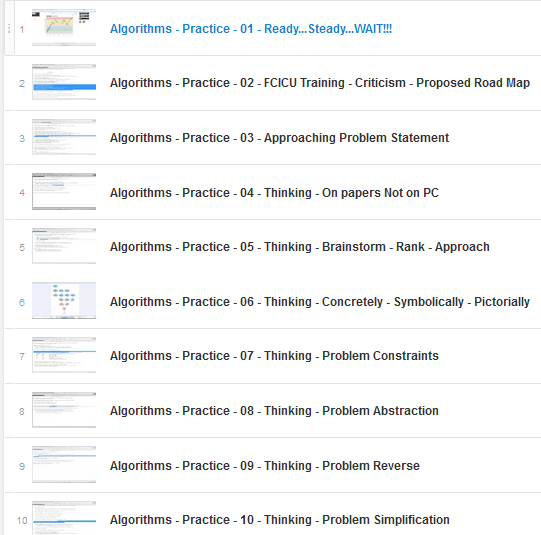 1 Algorithms - Practice - 01 - Ready...Steady...WAIT!!!
2 Algorithms - Practice - 02 - FCICU Training - Criticism - Proposed Road Map
3 Algorithms - Practice - 03 - Approaching Problem Statement
4 Algorithms - Practice - 04 - Thinking - On papers Not on PC
5 Algorithms - Practice - 05 - Thinking - Brainstorm - Rank - Approach
6 Algorithms - Practice - 06 - Thinking - Concretely - Symbolically - Pictorially
7 Algorithms - Practice - 07 - Thinking - Problem Constraints
8 Algorithms - Practice - 08 - Thinking - Problem Abstraction
9 Algorithms - Practice - 09 - Thinking - Problem Reverse
10 Algorithms - Practice - 10 - Thinking - Problem Simplification